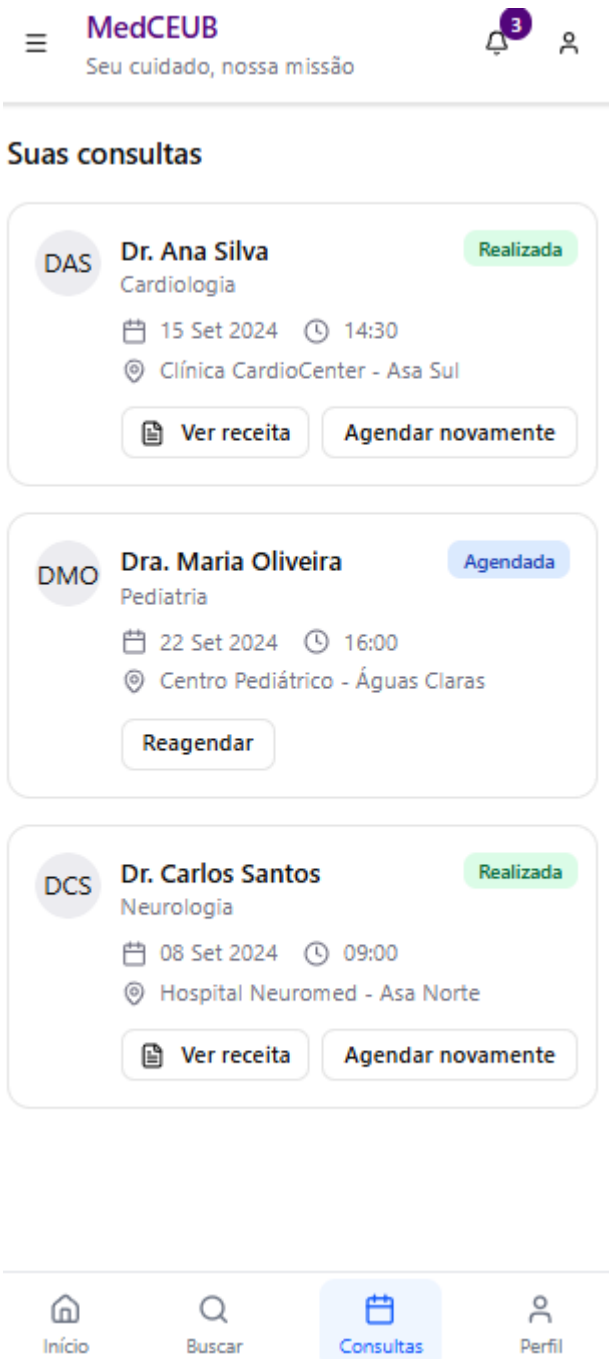 MedCEUB
Seu cuidado, nossa missão
3
Suas consultas
DAS
Dr. Ana Silva
Realizada
Cardiologia
15 Set 2024 14:30
Clínica CardioCenter - Asa Sul
Ver receita Agendar novamente
DMO
Dra. Maria Oliveira
Agendada
Pediatria
22 Set 2024 16:00
Centro Pediátrico - Águas Claras
Reagendar
DCS
Dr. Carlos Santos
Realizada
Neurologia
08 Set 2024 09:00
Hospital Neuromed - Asa Norte
Ver receita Agendar novamente
Início Buscar Consultas Perfil